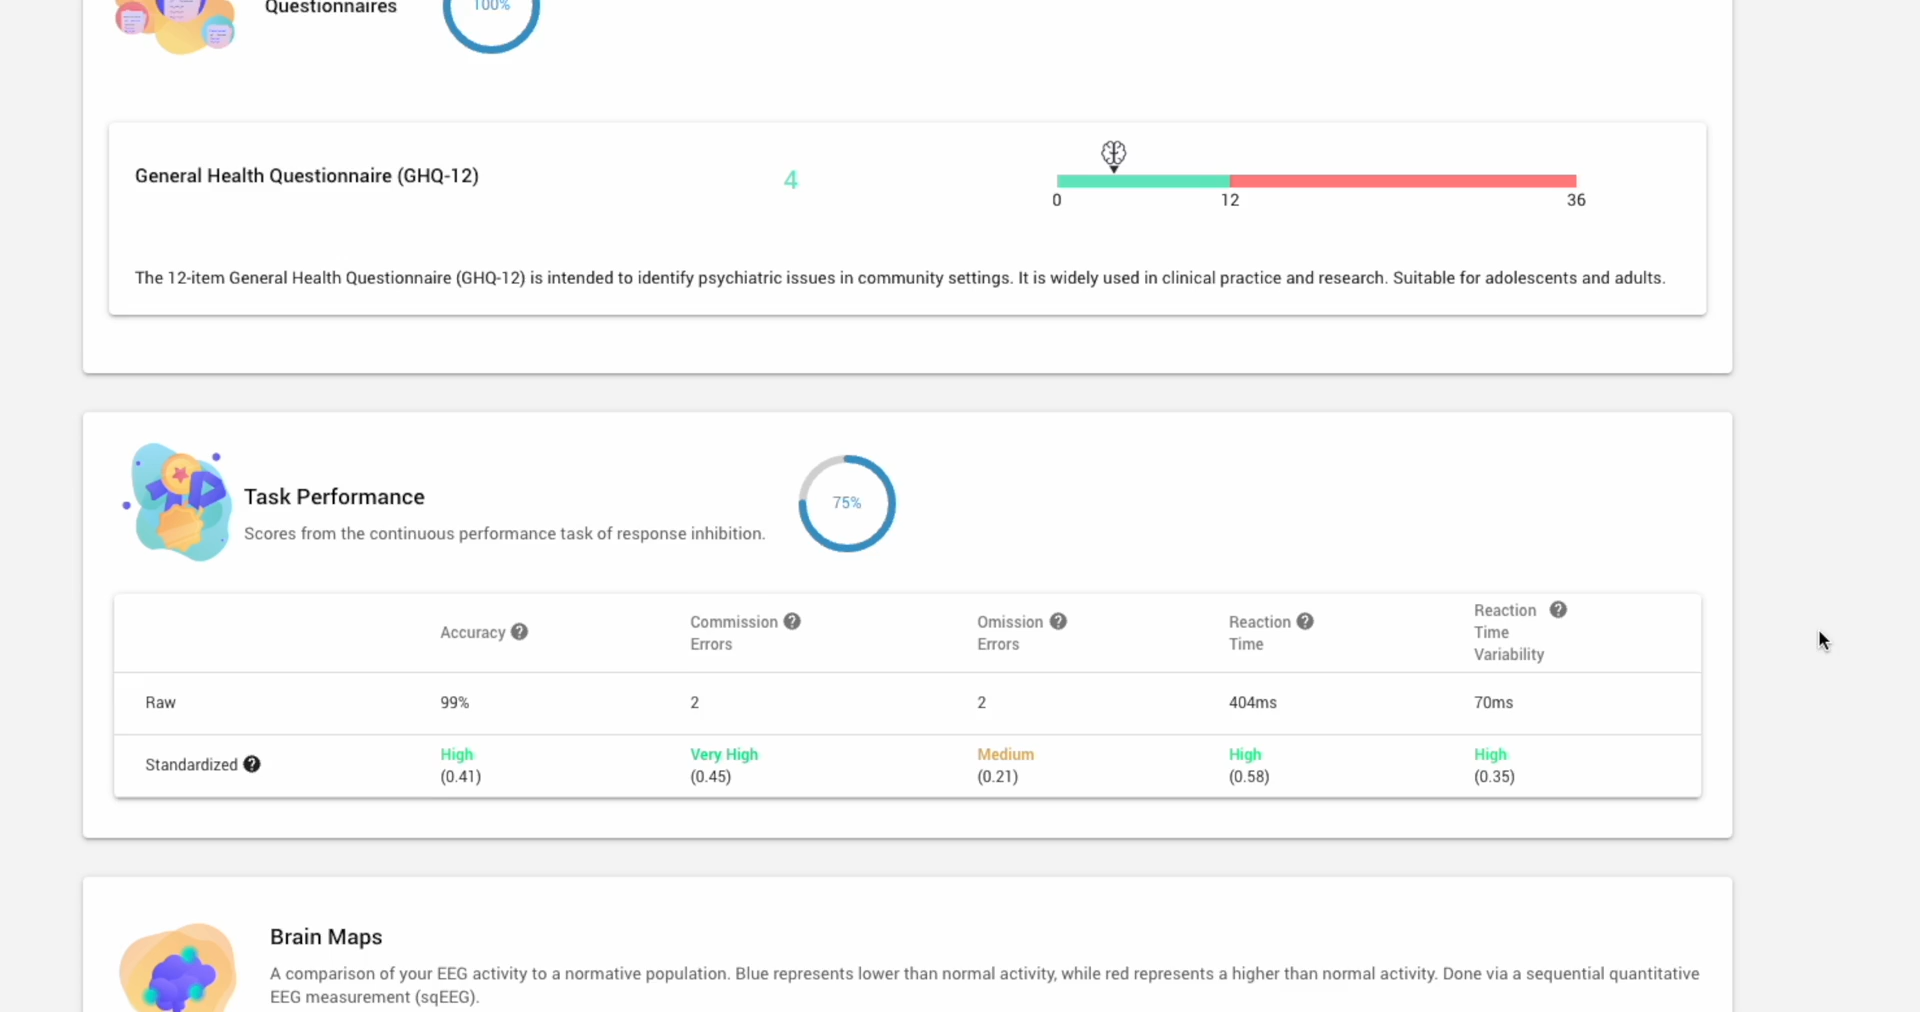 Questionnaires
100%
General Health Questionnaire (GHQ-12)
4
0
12
36
The 12-item General Health Questionnaire (GHQ-12) is intended to identify psychiatric issues in community settings. It is widely used in clinical practice and research. Suitable for adolescents and adults.
Task Performance
Scores from the continuous performance task of response inhibition.
75%
Accuracy ?
Commission ?
Errors
Omission ?
Errors
Reaction ?
Time
Reaction ?
Time
Variability
Raw
99%
2
2
404ms
70ms
Standardized ?
High
(0.41)
Very High
(0.45)
Medium
(0.21)
High
(0.58)
High
(0.35)
Brain Maps
A comparison of your EEG activity to a normative population. Blue represents lower than normal activity, while red represents a higher than normal activity. Done via a sequential quantitative
EEG measurement (sqEEG).